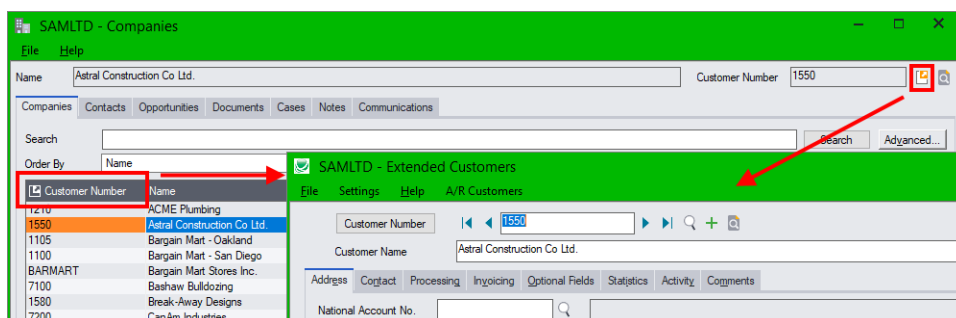 SAMLTD - Companies
File Help
Name Astral Construction Co Ltd. Customer Number 1550
Companies Contacts Opportunities Documents Cases Notes Communications
Search Search Advanced...
Order By Name
SAMLTD - Extended Customers
Customer Number Name
File Settings Help A/R Customers
1210 ACME Plumbing
1550 Astral Construction Co Ltd.
Customer Number 1550
1105 Bargain Mart - Oakland
1100 Bargain Mart - San Diego
Customer Name Astral Construction Co Ltd.
BARMART Bargain Mart Stores Inc.
7100 Bashaw Bulldozing
Address Contact Processing Invoicing Optional Fields Statistics Activity Comments
1580 Break-Away Designs
7200 CanAm Industries
National Account No.